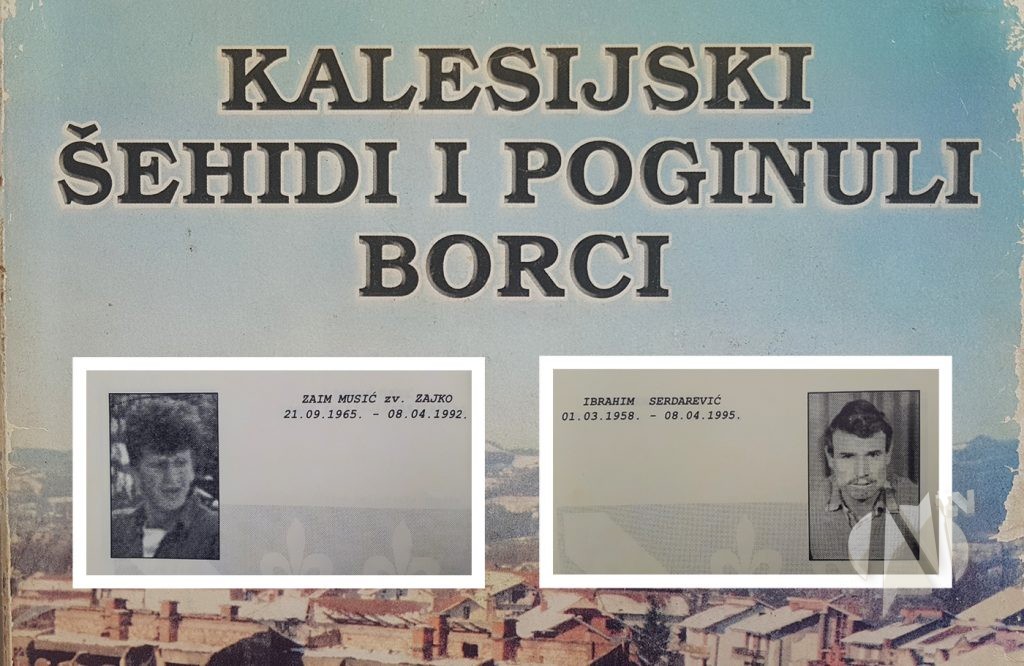 KALESIJSKI
ŠEHIDI I POGINULI
BORCI
ZAIM MUSIĆ zv. ZAJKO
21.09.1965. - 08.04.1992.
IBRAHIM SERDAREVIĆ
01.03.1958. - 08.04.1995.
N